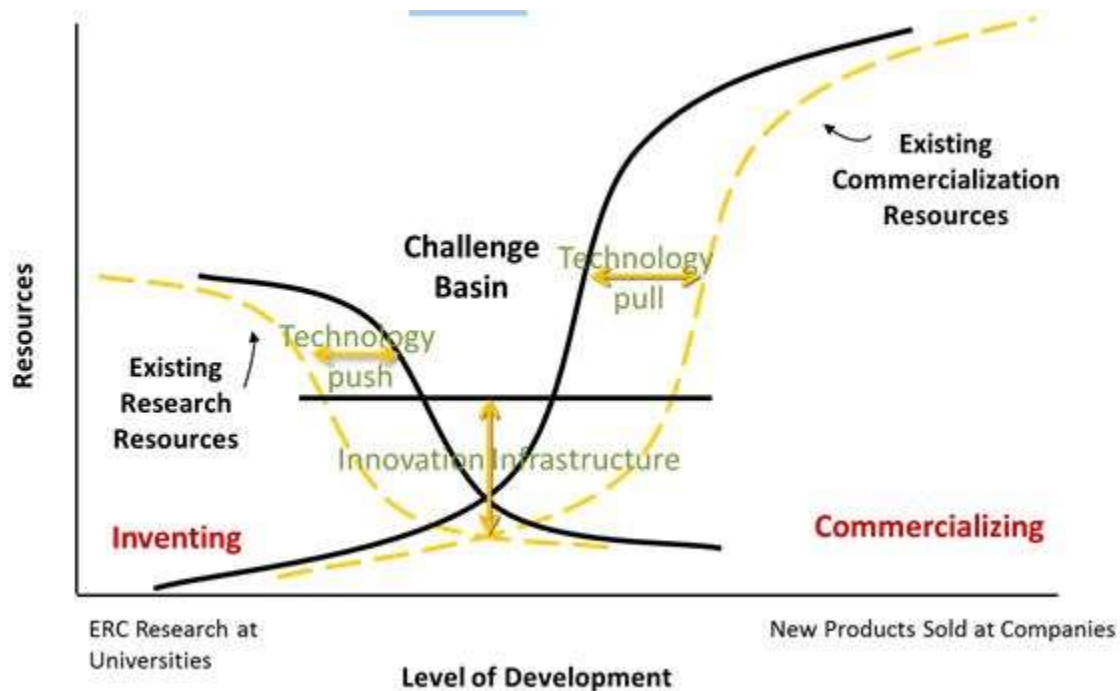 Existing
Commercialization
Resources
Challenge
Basin
Technology
pull
Resources
Technology
push
Existing
Research
Resources
Innovation Infrastructure
Inventing
Commercializing
ERC Research at
Universities
New Products Sold at Companies
Level of Development